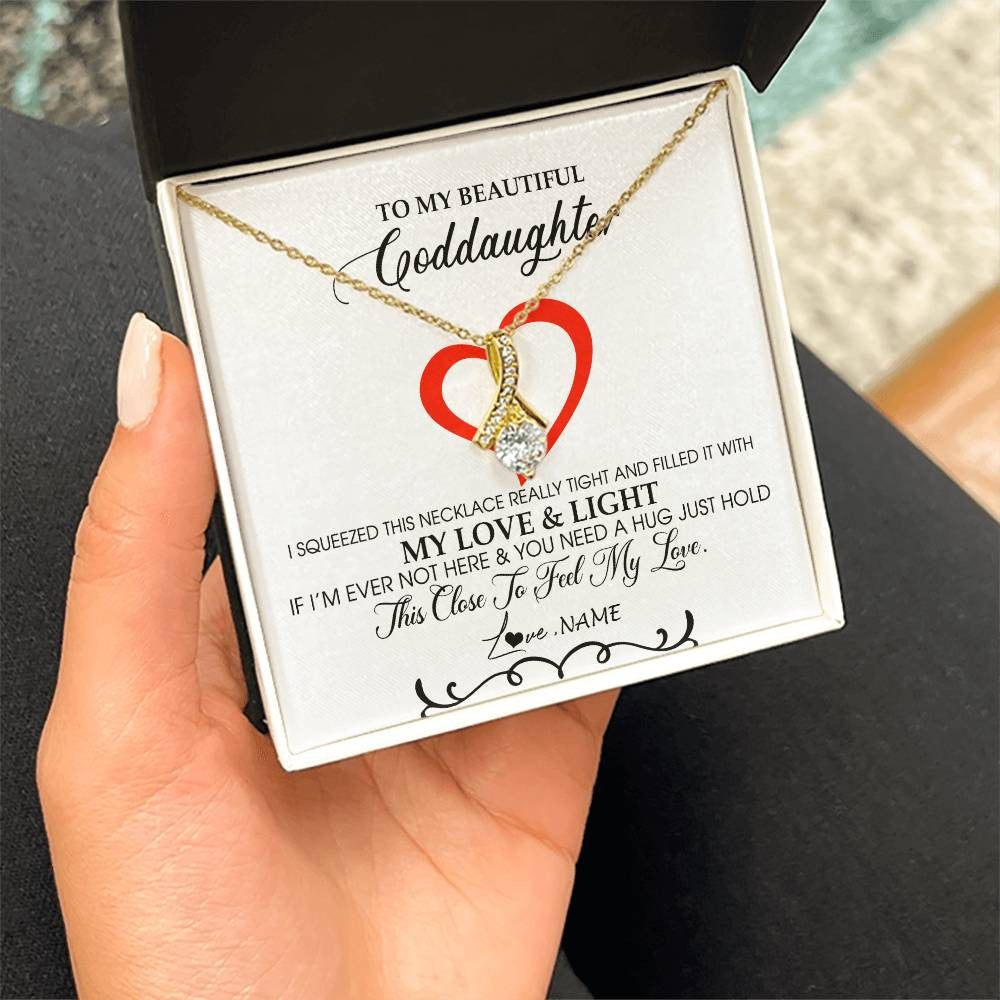 TO MY BEAUTIFUL
Goddaughter
I SQUEEZED THIS NECKLACE REALLY TIGHT AND FILLED IT WITH
MY LOVE & LIGHT
IF I'M EVER NOT HERE & YOU NEED A HUG JUST HOLD
This Close To Feel My Love.
Love ,NAME